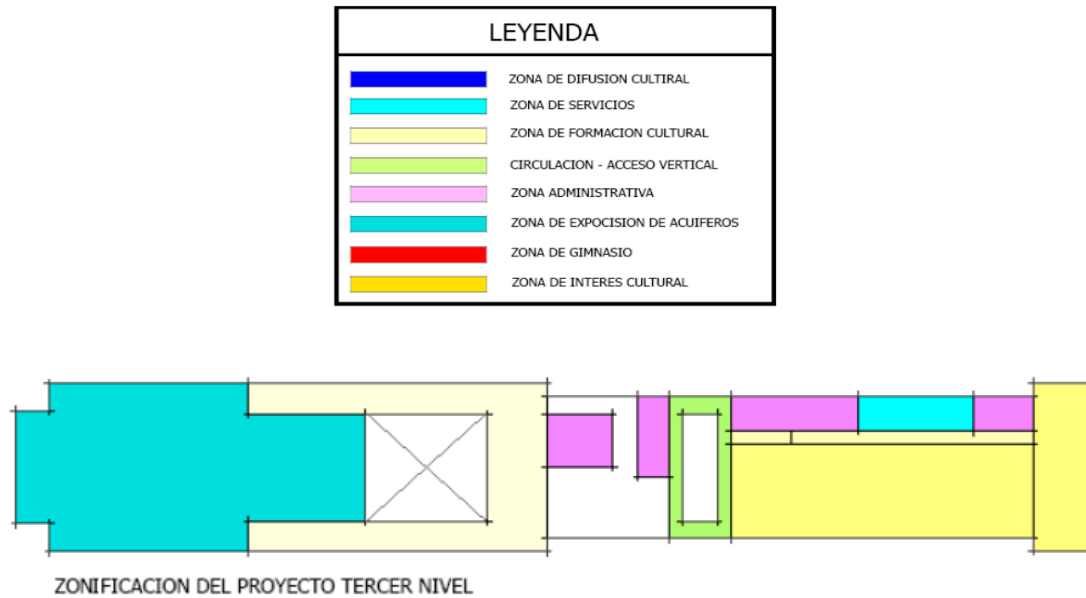 LEYENDA
ZONA DE DIFUSION CULTIRAL
ZONA DE SERVICIOS
ZONA DE FORMACION CULTURAL
CIRCULACION - ACCESO VERTICAL
ZONA ADMINISTRATIVA
ZONA DE EXPOCISION DE ACUIFEROS
ZONA DE GIMNASIO
ZONA DE INTERES CULTURAL
ZONIFICACION DEL PROYECTO TERCER NIVEL